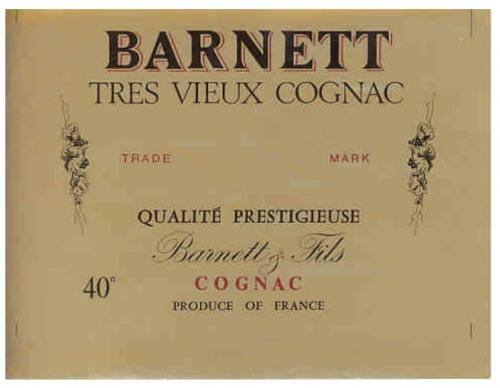 BARNETT
TRES VIEUX COGNAC
TRADE MARK
QUALITÉ PRESTIGIEUSE
Barnett & Fils
COGNAC
40°
PRODUCE OF FRANCE